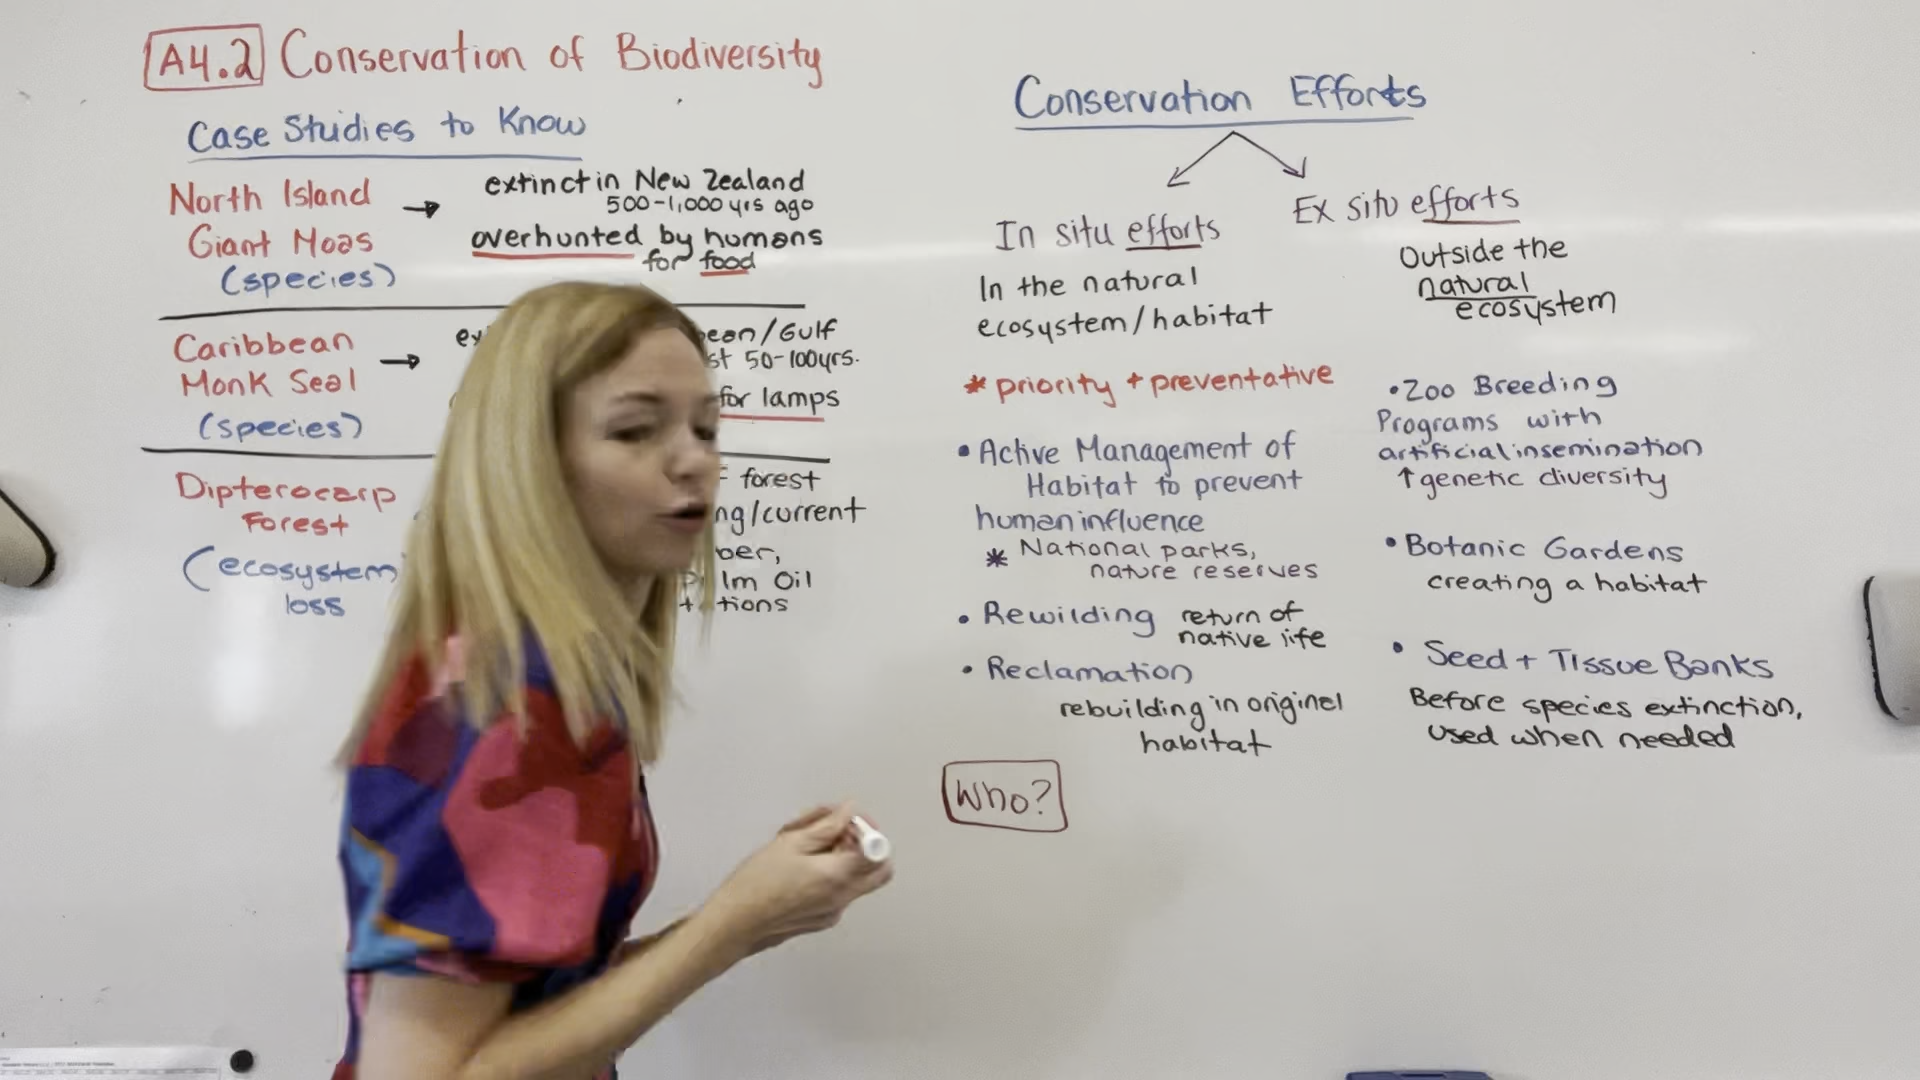 A4.2 Conservation of Biodiversity
Case Studies to Know
North Island
Giant Moas
(species)
→ extinct in New Zealand
500-1,000 yrs ago
overhunted by humans
for food
Caribbean
Monk Seal
(species)
→
/Gulf
50-100yrs.
for lamps
Dipterocarp
Forest
(ecosystem
loss
forest
/current
Oil
Conservation Efforts
In situ efforts
In the natural
ecosystem/habitat
* priority + preventative
• Active Management of
Habitat to prevent
human influence
* National parks,
nature reserves
• Rewilding return of
native life
• Reclamation
rebuilding in original
habitat
Who?
Ex situ efforts
Outside the
natural
ecosystem
• Zoo Breeding
Programs with
artificial insemination
↑ genetic diversity
• Botanic Gardens
creating a habitat
• Seed + Tissue Banks
Before species extinction,
used when needed